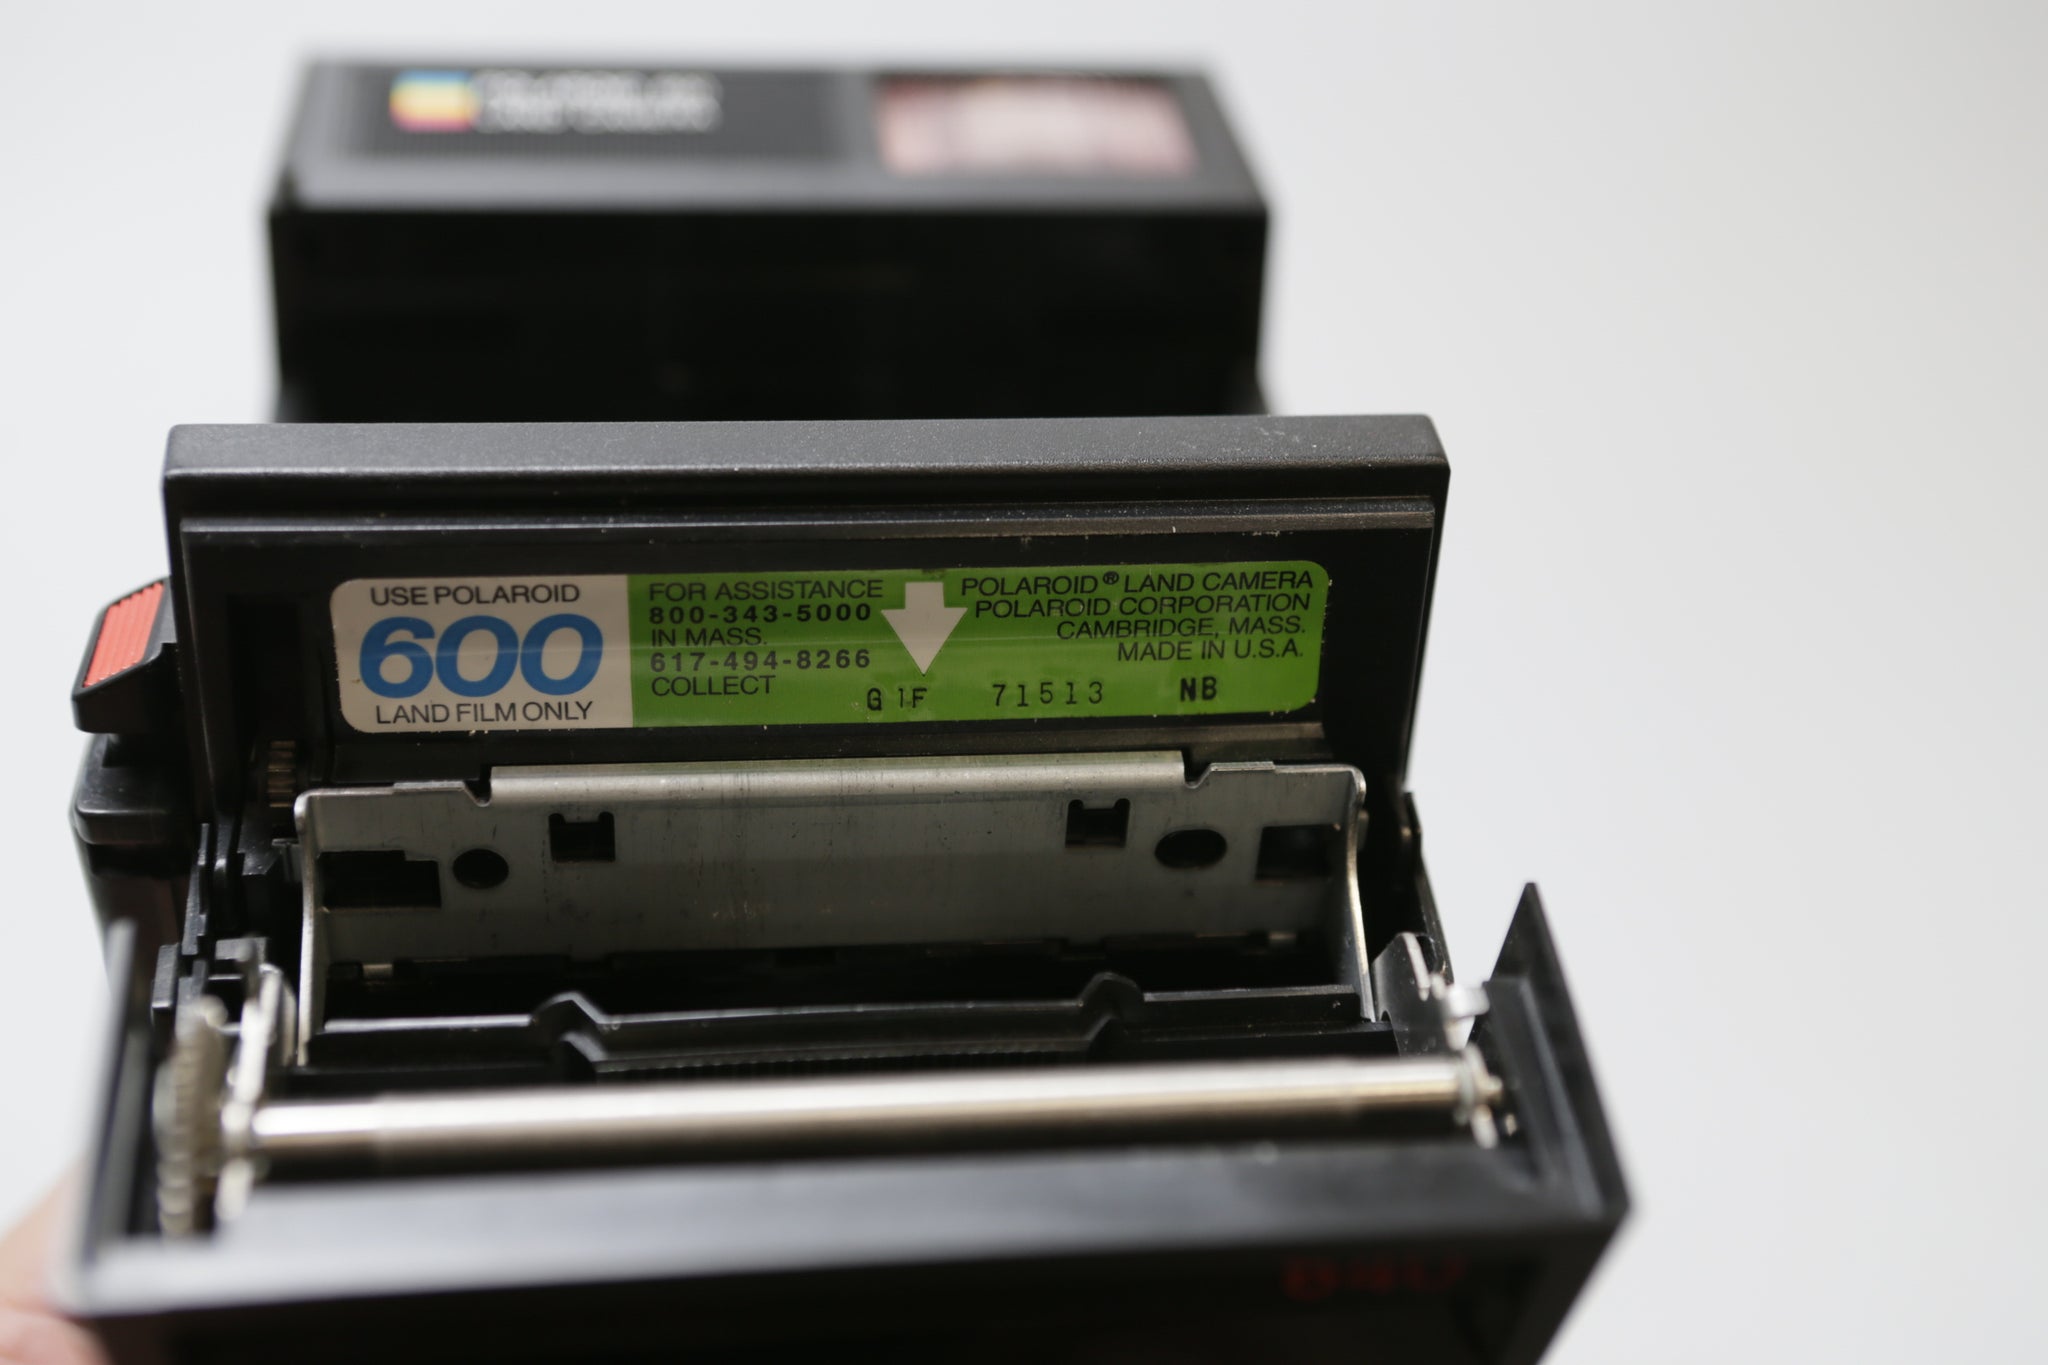 USE POLAROID
600
LAND FILM ONLY
FOR ASSISTANCE
800-343-5000
IN MASS.
617-494-8266
COLLECT
POLAROID® LAND CAMERA
POLAROID CORPORATION
CAMBRIDGE, MASS.
MADE IN U.S.A.
G 1F 71513 NB